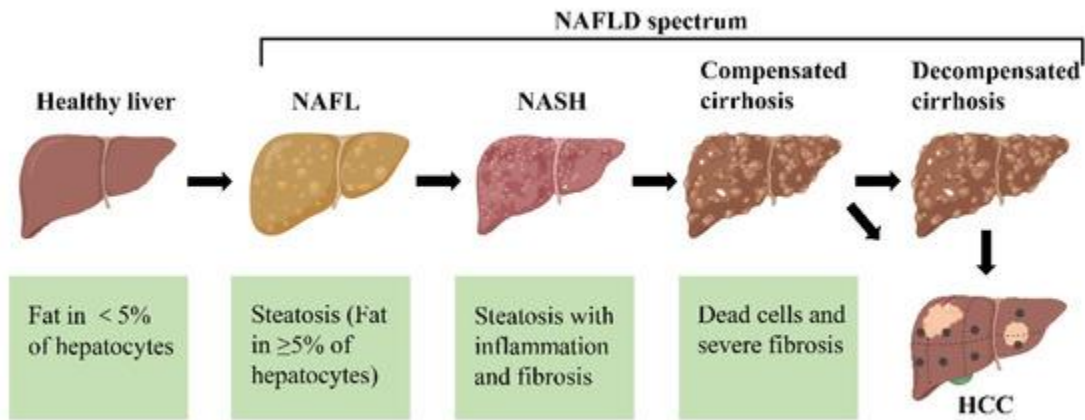 NAFLD spectrum
Healthy liver
NAFL
NASH
Compensated
cirrhosis
Decompensated
cirrhosis
Fat in < 5%
of hepatocytes
Steatosis (Fat
in ≥5% of
hepatocytes)
Steatosis with
inflammation
and fibrosis
Dead cells and
severe fibrosis
HCC